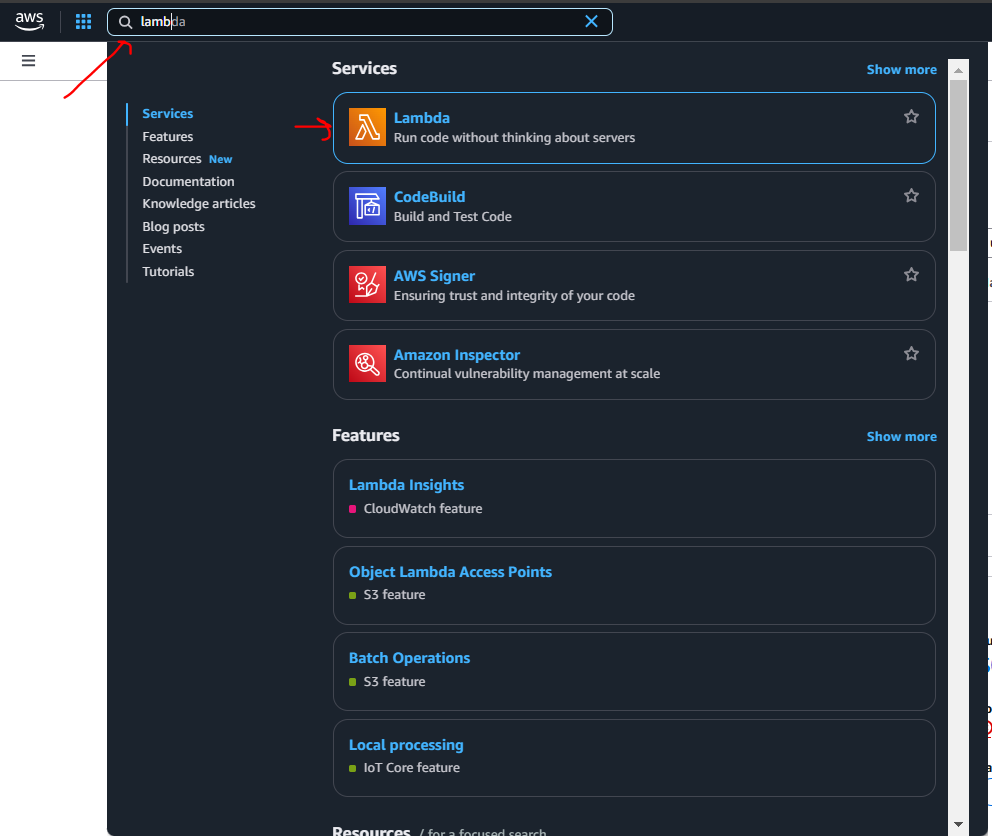 aws
lambda
Services
Features
Resources New
Documentation
Knowledge articles
Blog posts
Events
Tutorials
Services
Show more
Lambda
Run code without thinking about servers
CodeBuild
Build and Test Code
AWS Signer
Ensuring trust and integrity of your code
Amazon Inspector
Continual vulnerability management at scale
Features
Show more
Lambda Insights
CloudWatch feature
Object Lambda Access Points
S3 feature
Batch Operations
S3 feature
Local processing
IoT Core feature
Resources / for a focused search